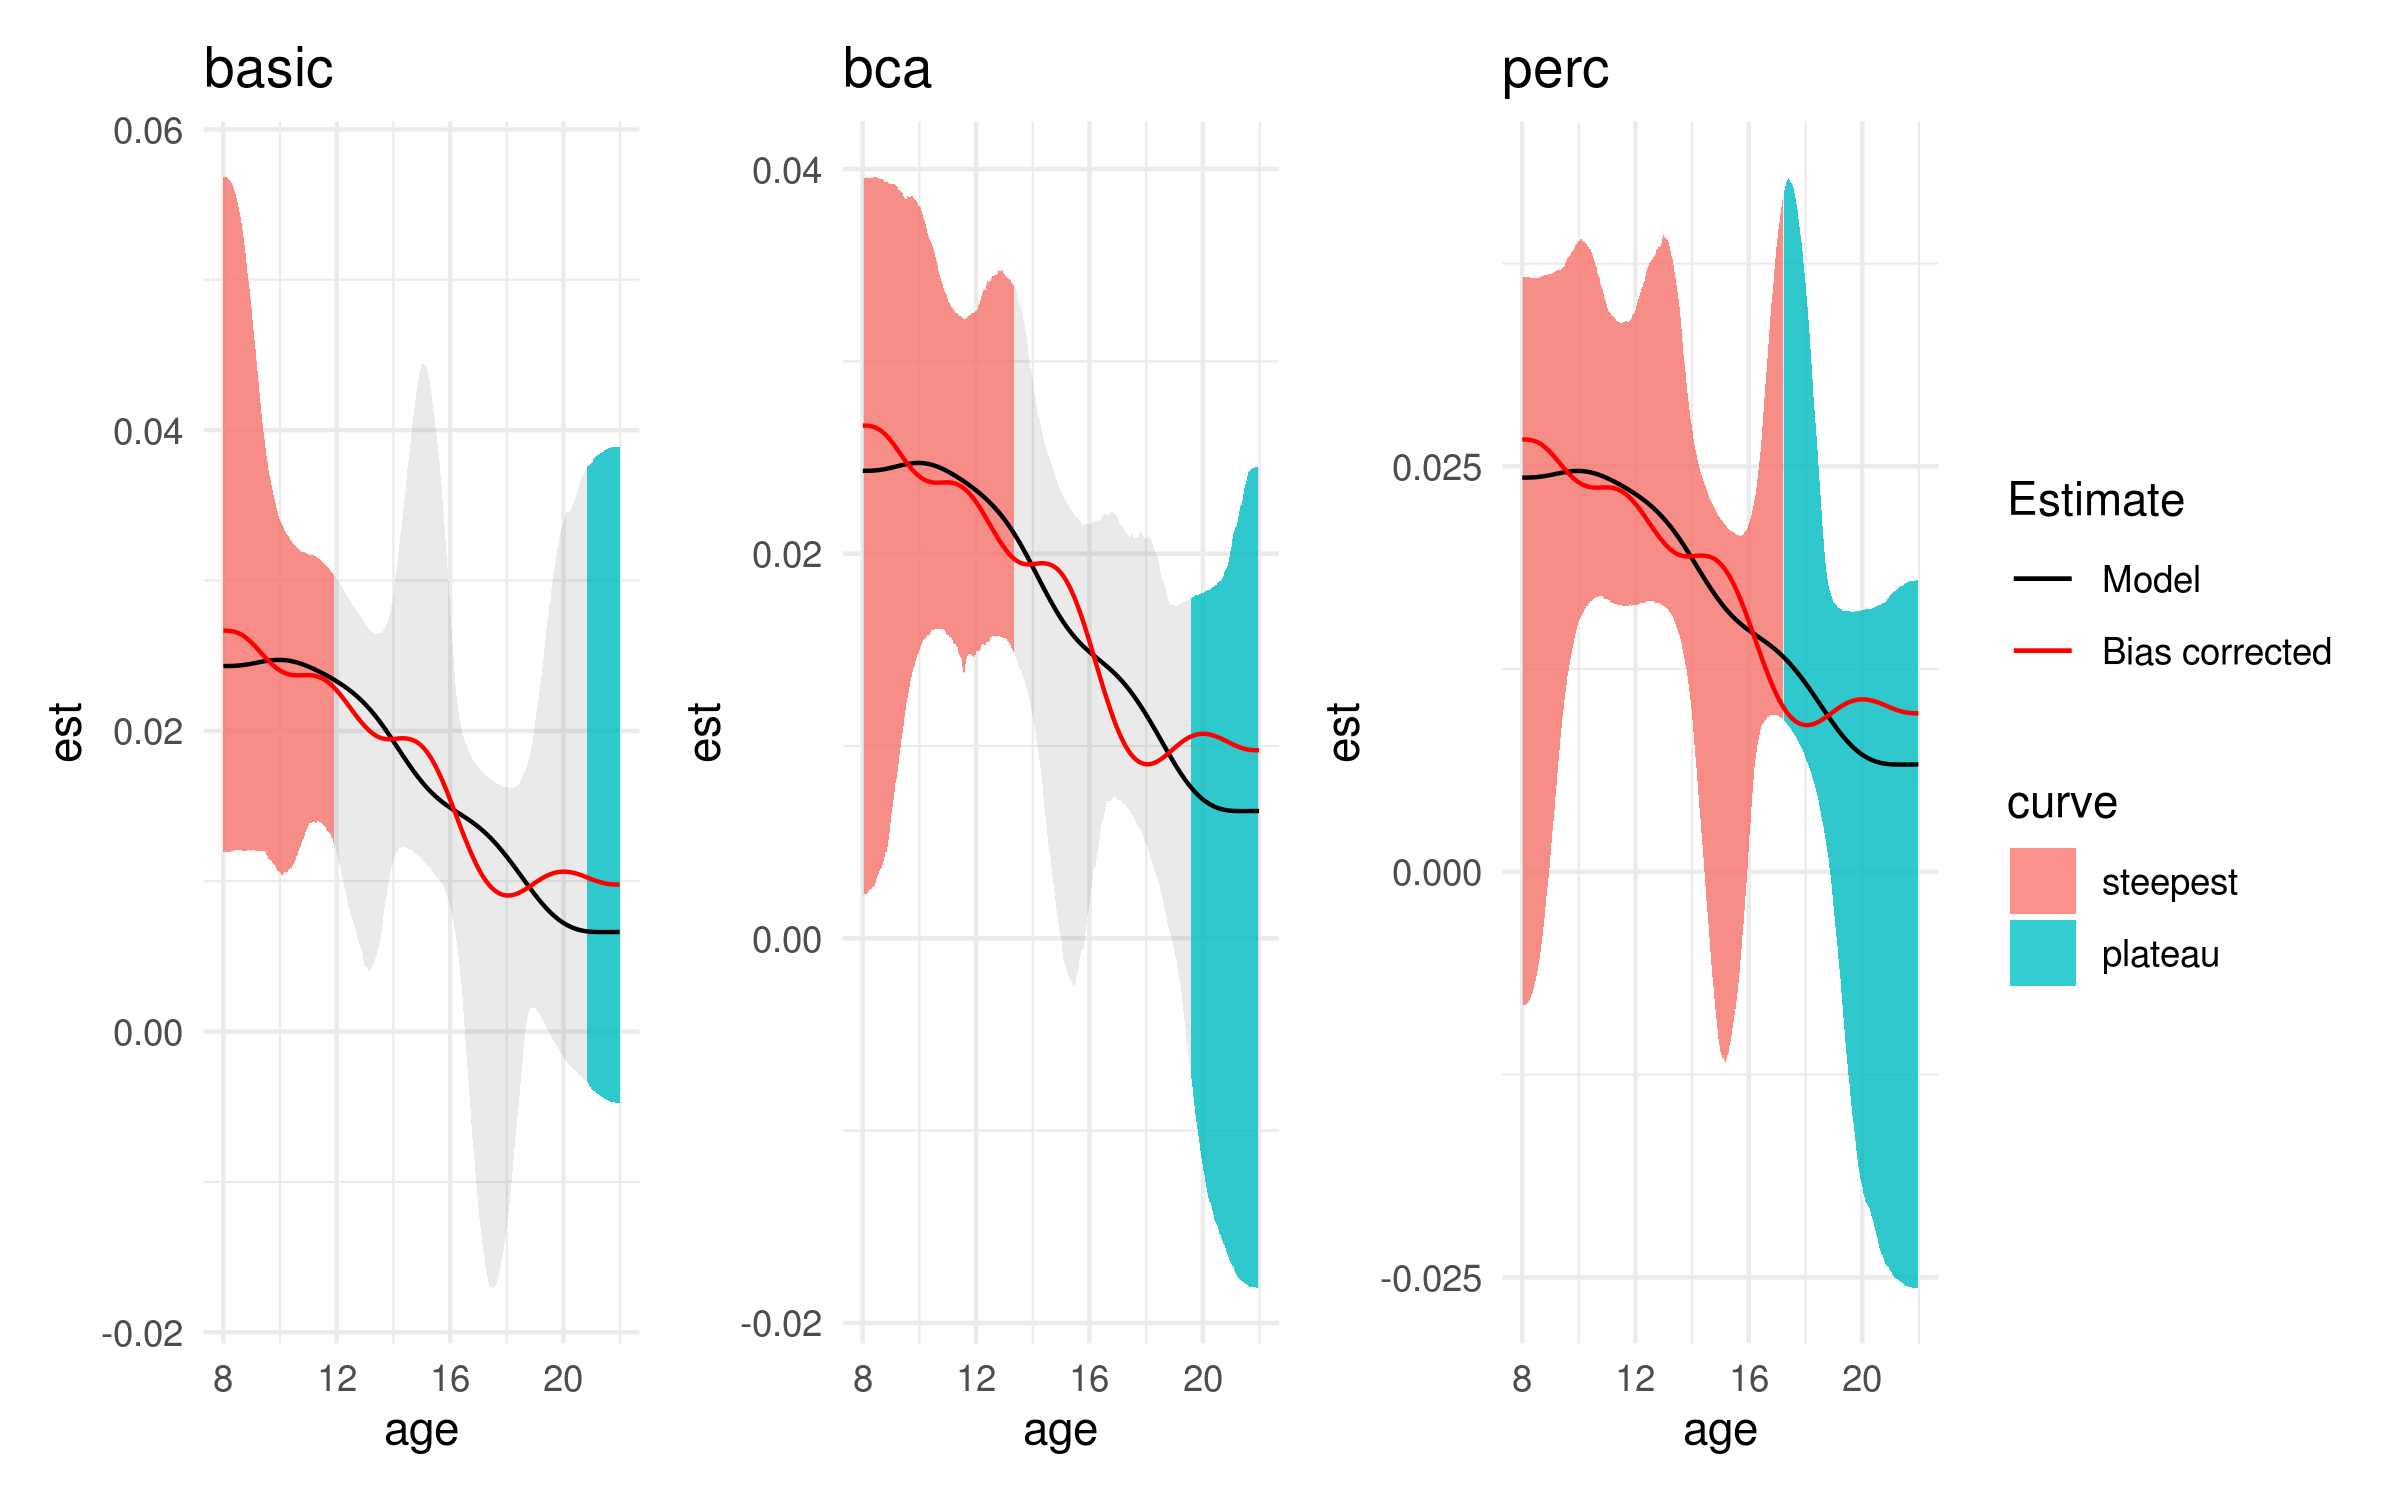 basic
0.06
0.04
0.02
0.00
-0.02
est
8 12 16 20
age
bca
0.04
0.02
0.00
-0.02
est
8 12 16 20
age
perc
0.025
0.000
-0.025
est
8 12 16 20
age
Estimate
Model
Bias corrected
curve
steepest
plateau